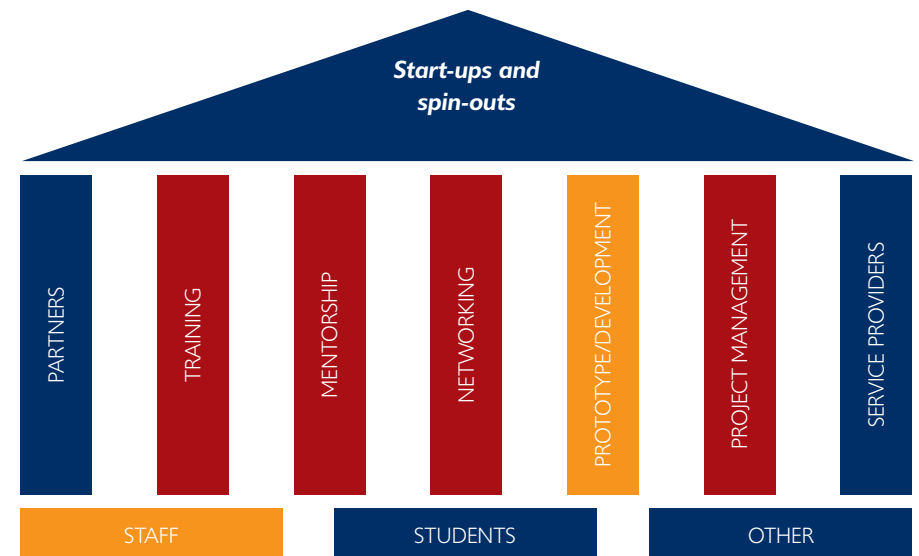 Start-ups and
spin-outs
PARTNERS
TRAINING
MENTORSHIP
NETWORKING
PROTOTYPE/DEVELOPMENT
PROJECT MANAGEMENT
SERVICE PROVIDERS
STAFF
STUDENTS
OTHER